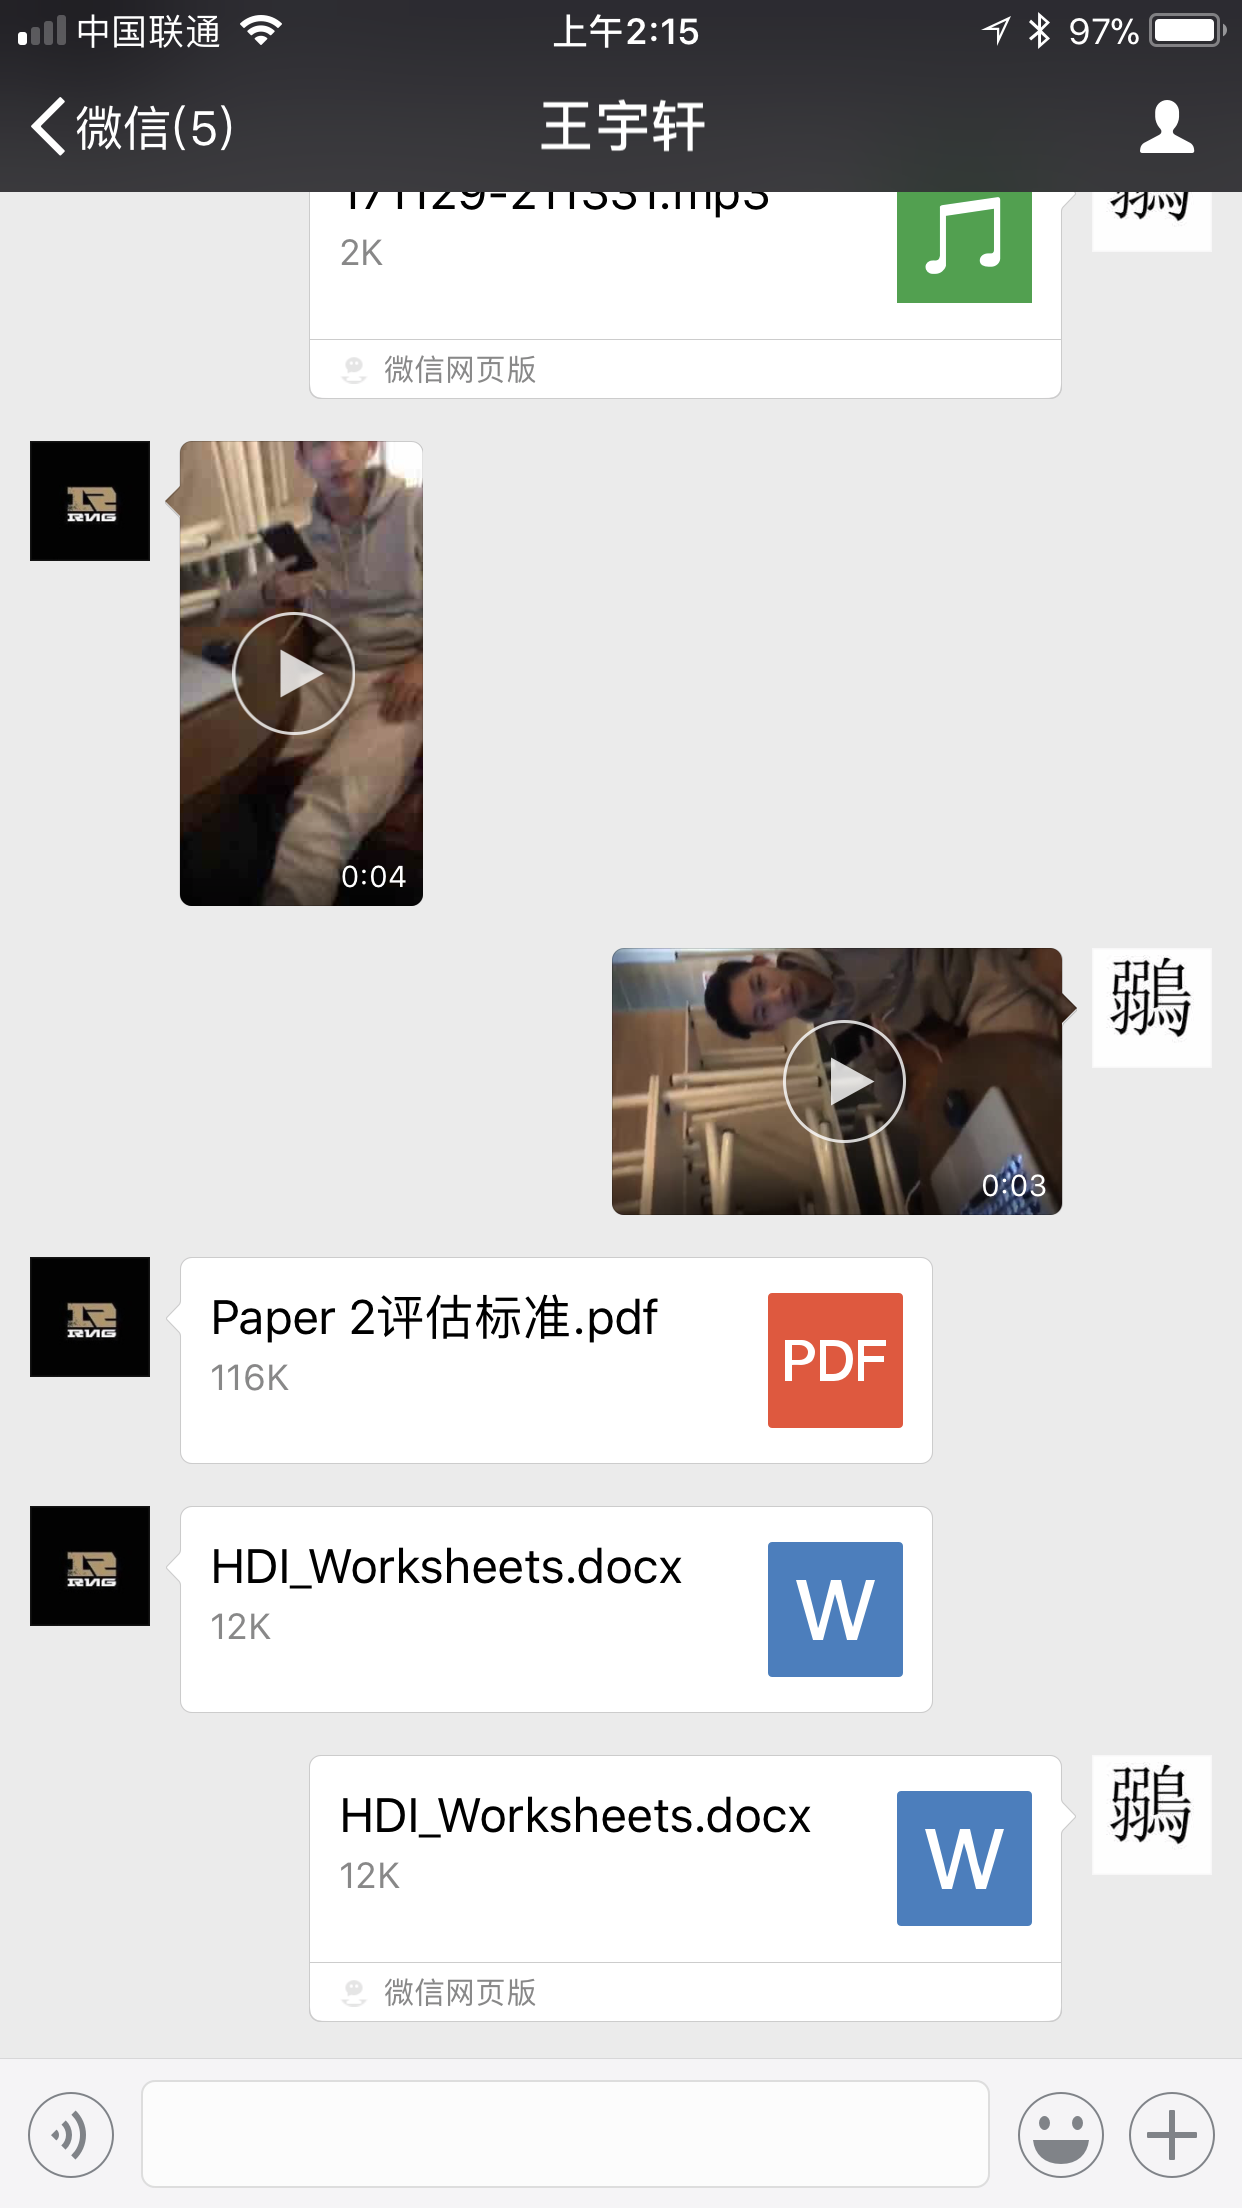 中国联通
上午2:15
97%
微信(5)
王宇轩
171129-211331.mp3
2K
微信网页版
RNG
0:04
0:03
鶸
RNG
Paper 2评估标准.pdf
116K
PDF
RNG
HDI_Worksheets.docx
12K
W
HDI_Worksheets.docx
12K
W
鶸
微信网页版